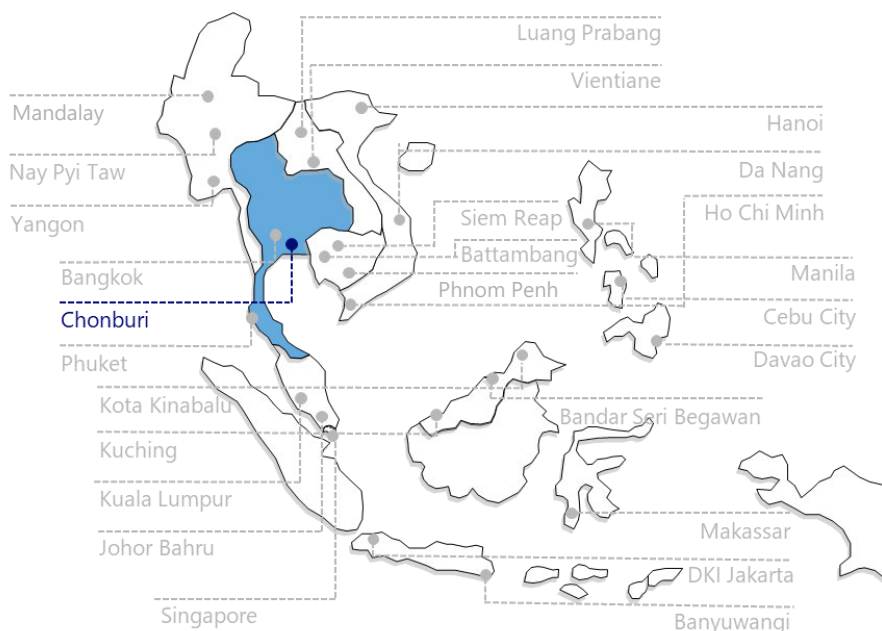 Luang Prabang
Vientiane
Mandalay
Hanoi
Nay Pyi Taw
Da Nang
Yangon
Siem Reap
Ho Chi Minh
Battambang
Bangkok
Manila
Phnom Penh
Chonburi
Cebu City
Phuket
Davao City
Kota Kinabalu
Bandar Seri Begawan
Kuching
Kuala Lumpur
Makassar
Johor Bahru
DKI Jakarta
Singapore
Banyuwangi